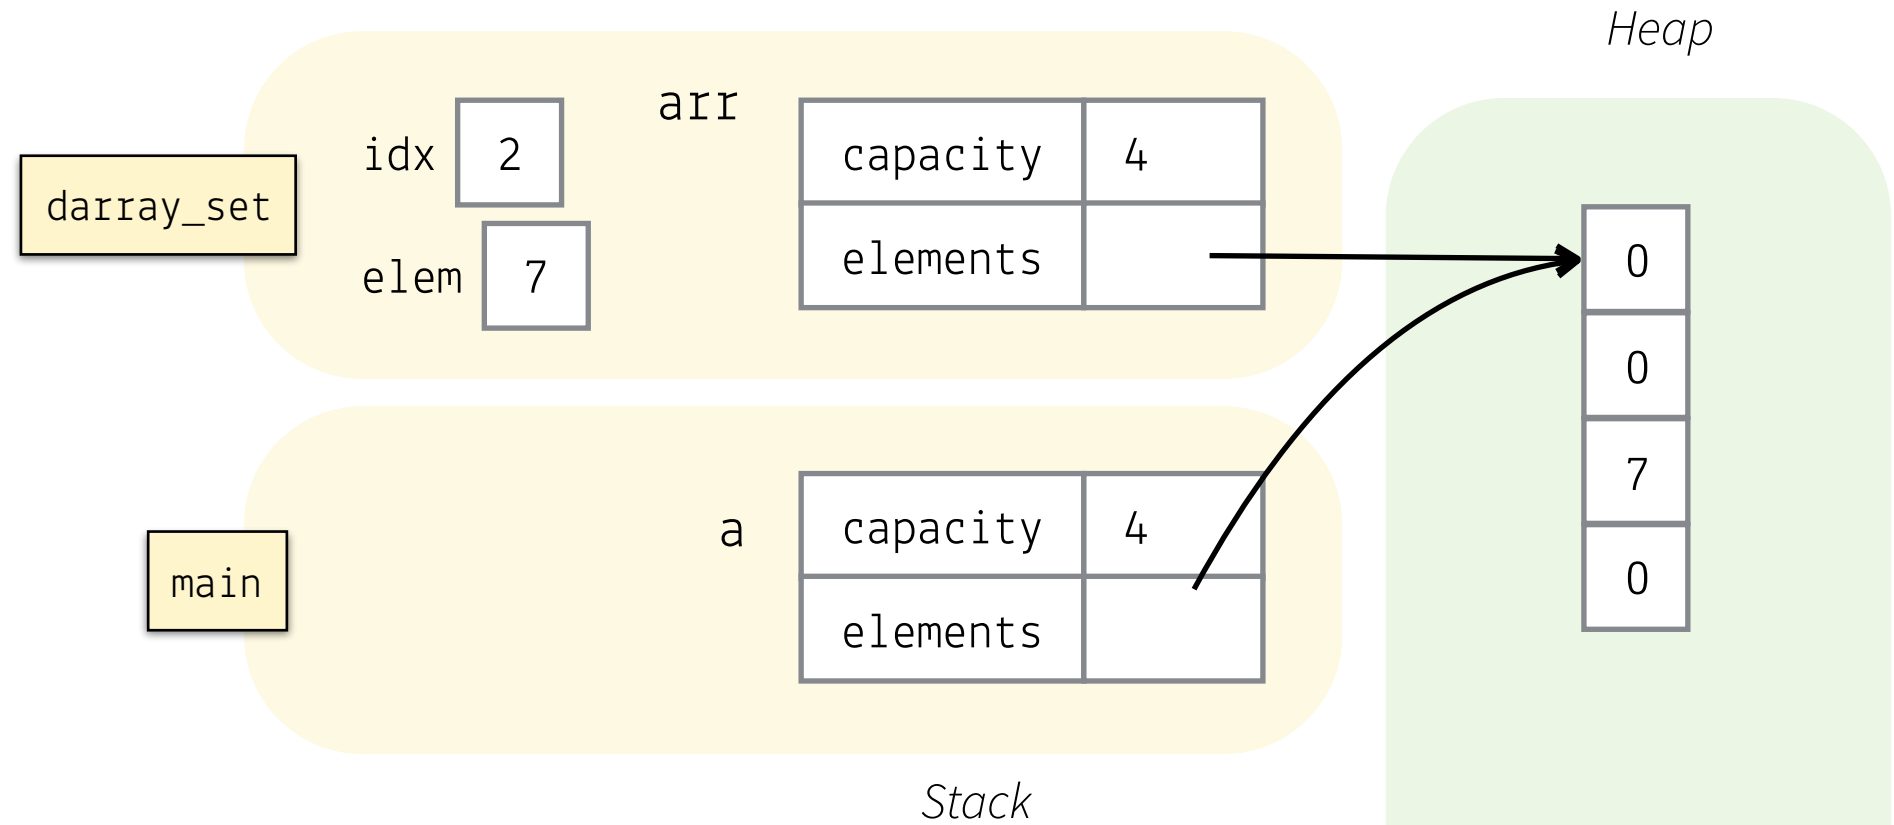 Heap
darray_set
idx 2
elem 7
arr
capacity 4
elements
0
0
7
0
main
a
capacity 4
elements
Stack